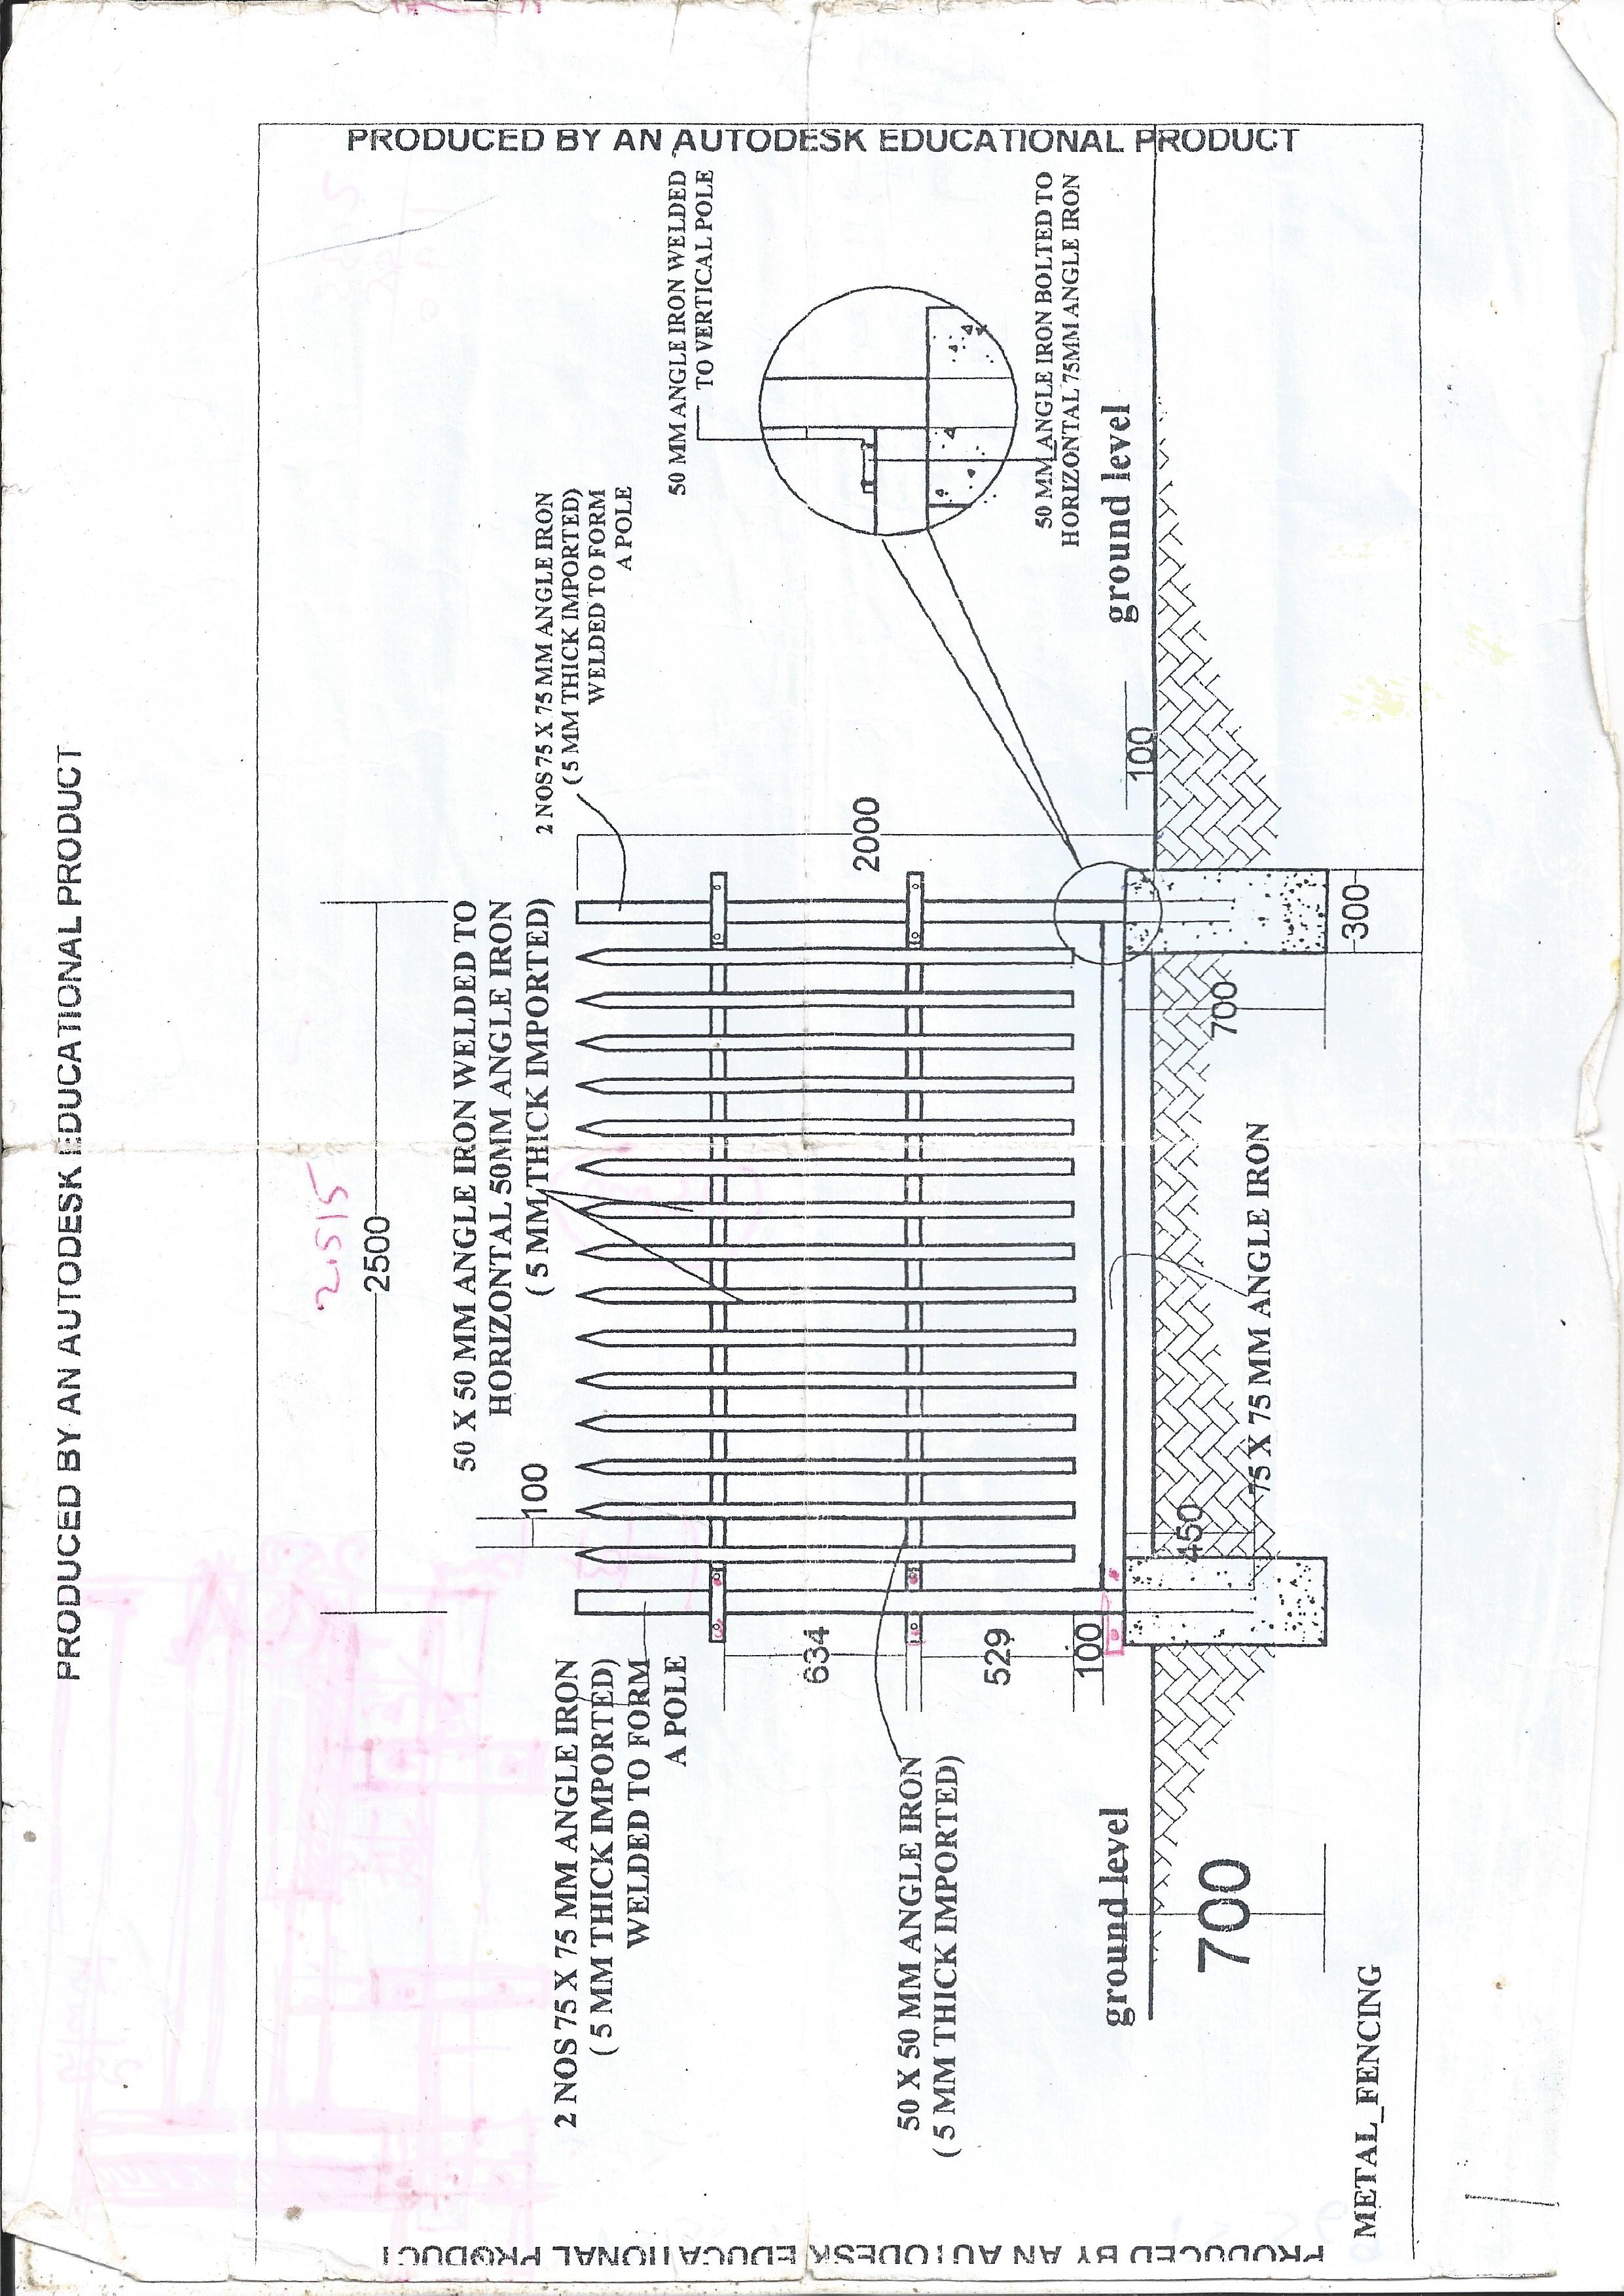 PRODUCED BY AN AUTODESK EDUCATIONAL PRODUCT
PRODUCED BY AN AUTODESK EDUCATIONAL PRODUCT
PRODUCED BY AN AUTODESK EDUCATIONAL PRODUCT
2.515
2500
50 X 50 MM ANGLE IRON WELDED TO
HORIZONTAL 50MM ANGLE IRON
( 5 MM THICK IMPORTED)
100
2 NOS 75 X 75 MM ANGLE IRON
( 5 MM THICK IMPORTED)
WELDED TO FORM
A POLE
2 NOS 75 X 75 MM ANGLE IRON
( 5 MM THICK IMPORTED)
WELDED TO FORM
A POLE
50 MM ANGLE IRON WELDED
TO VERTICAL POLE
50 MM ANGLE IRON BOLTED TO
HORIZONTAL 75MM ANGLE IRON
634
529
100
2000
100
50 X 50 MM ANGLE IRON
( 5 MM THICK IMPORTED)
ground level
ground level
700
450
700
75 X 75 MM ANGLE IRON
300
METAL_FENCING